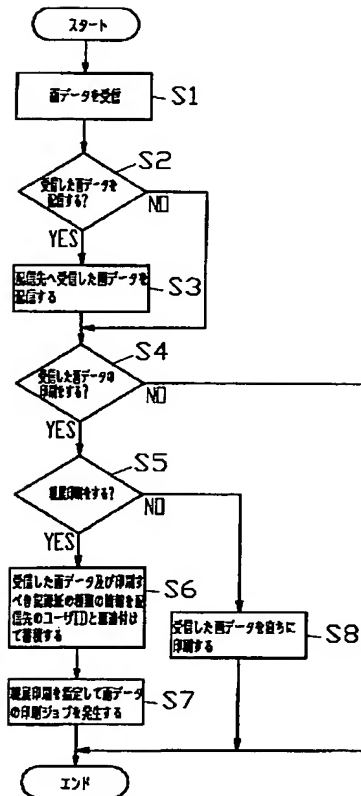 スタート
画データを受信
S1
S2
受信した画データを
配信する?
NO
YES
配信先へ受信した画データを
配信する
S3
S4
受信した画データの
印刷をする?
NO
YES
S5
印刷をする?
NO
S6
受信した画データ及び印刷す
べき記録紙の種類の情報を配
信先のユーザIDと関連付け
て蓄積する
受信した画データを直ちに
印刷する
S8
印刷を設定して画データ
の印刷ジョブを発生する
S7
エンド